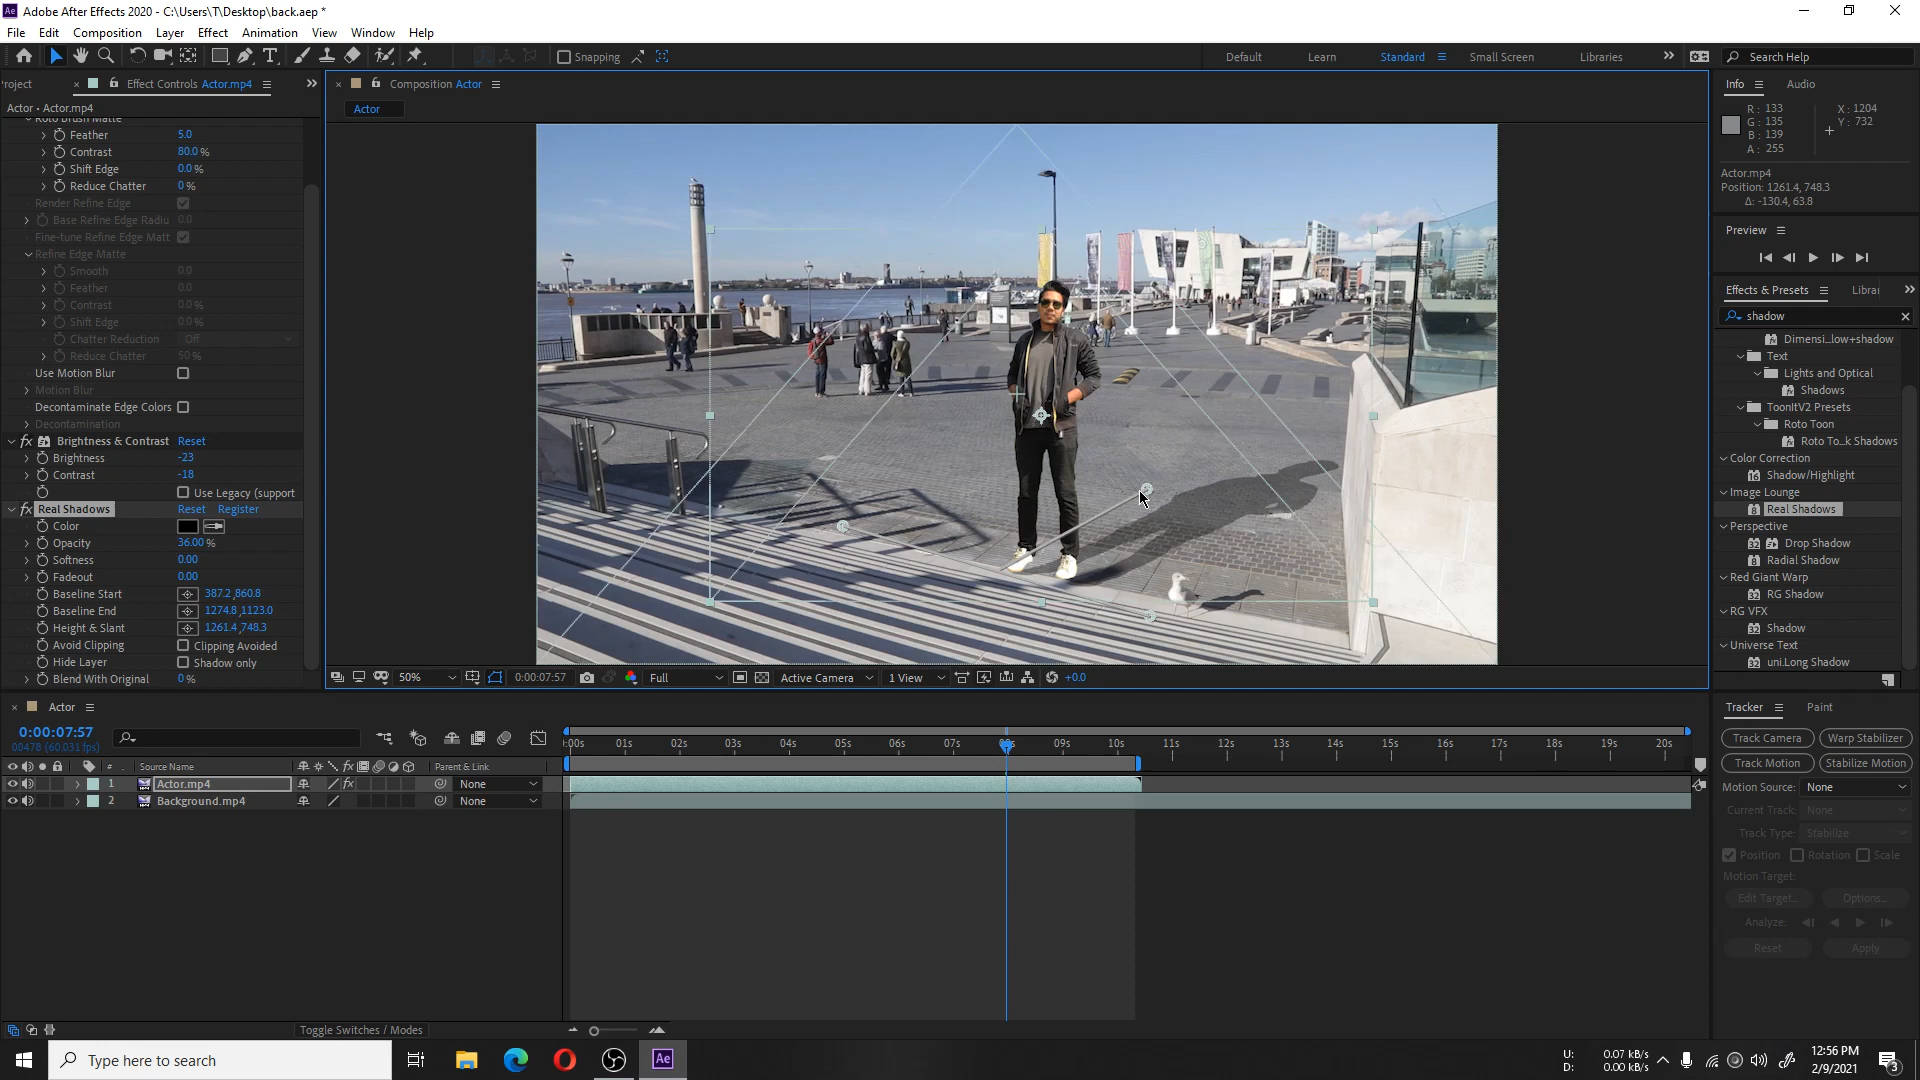 Adobe After Effects 2020 - C:\Users\T\Desktop\back.aep *
File Edit Composition Layer Effect Animation View Window Help
Snapping Default Learn Standard Small Screen Libraries Search Help
roject Effect Controls Actor.mp4
Actor • Actor.mp4
Roto Brush Matte
Feather 5.0
Contrast 80.0 %
Shift Edge 0.0 %
Reduce Chatter 0 %
Render Refine Edge
Base Refine Edge Radiu 0.0
Fine-tune Refine Edge Matt
Refine Edge Matte
Smooth 0.0
Feather 0.0
Contrast 0.0 %
Shift Edge 0.0 %
Chatter Reduction Off
Reduce Chatter 50 %
Use Motion Blur
Motion Blur
Decontaminate Edge Colors
Decontamination
fx Brightness & Contrast Reset
Brightness -23
Contrast -18
Use Legacy (support
fx Real Shadows Reset Register
Color
Opacity 36.00 %
Softness 0.00
Fadeout 0.00
Baseline Start 387.2 ,860.8
Baseline End 1274.8 ,1123.0
Height & Slant 1261.4 ,748.3
Avoid Clipping Clipping Avoided
Hide Layer Shadow only
Blend With Original 0 %
Composition Actor
Actor
50% 0:00:07:57 Full Active Camera 1 View +0.0
Info Audio
R : 133
G : 135
B : 139
A : 255
X : 1204
Y : 732
Actor.mp4
Position: 1261.4, 748.3
Δ: -130.4, 63.8
Preview
Effects & Presets Librai
shadow
Dimensi...low+shadow
Text
Lights and Optical
Shadows
ToonItV2 Presets
Roto Toon
Roto To...k Shadows
Color Correction
Shadow/Highlight
Image Lounge
Real Shadows
Perspective
Drop Shadow
Radial Shadow
Red Giant Warp
RG Shadow
RG VFX
Shadow
Universe Text
uni.Long Shadow
Actor
0:00:07:57
00478 (60.031 fps)
:00s 01s 02s 03s 04s 05s 06s 07s 08s 09s 10s 11s 12s 13s 14s 15s 16s 17s 18s 19s 20s
# Source Name fx Parent & Link
1 Actor.mp4 fx None
2 Background.mp4 None
Toggle Switches / Modes
Tracker Paint
Track Camera Warp Stabilizer
Track Motion Stabilize Motion
Motion Source: None
Current Track: None
Track Type: Stabilize
Position Rotation Scale
Motion Target:
Edit Target... Options...
Analyze:
Reset Apply
Type here to search
U: 0.07 kB/s
D: 0.00 kB/s
12:56 PM
2/9/2021
3